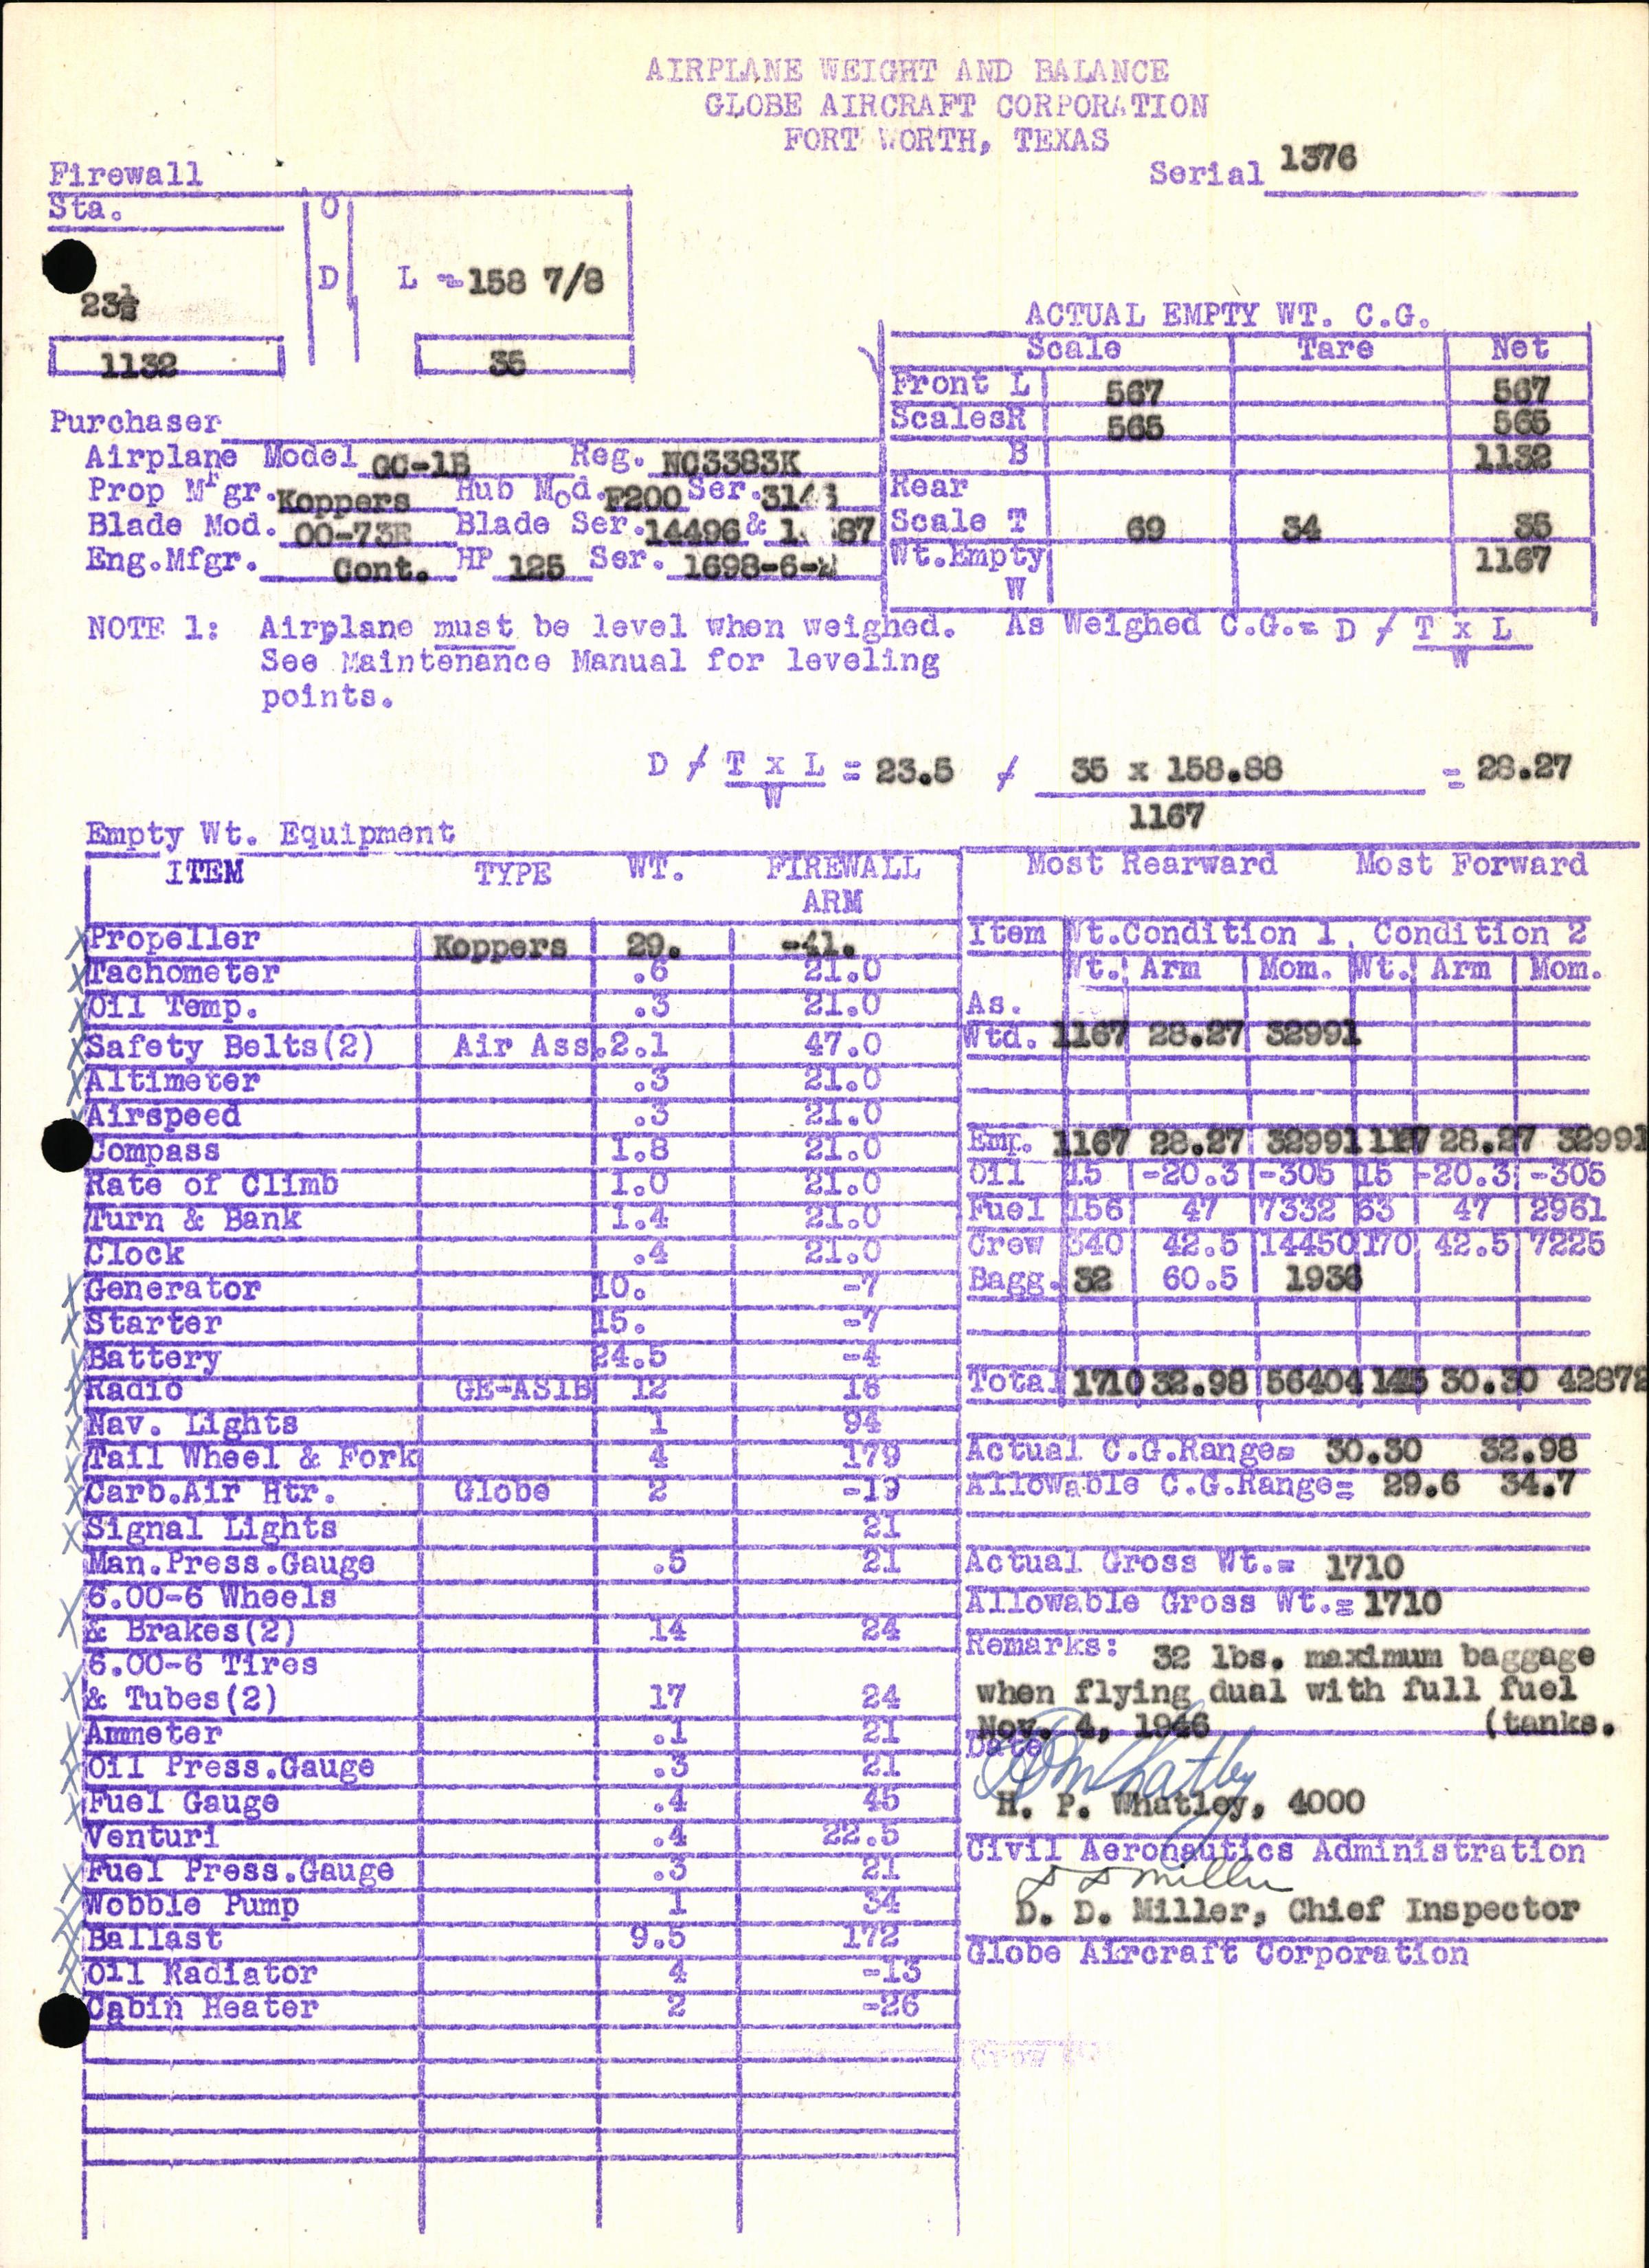 AIRPLANE WEIGHT AND BALANCE
GLOBE AIRCRAFT CORPORATION
FORT WORTH, TEXAS
Serial 1376
Firewall
Sta. O
D L = 158 7/8
23½
1132 35
ACTUAL EMPTY WT. C.G.
Scale Tare Net
Front L 567 567
Scales R 565 565
B 1132
Rear
Scale T 69 34 35
Wt.Empty 1167
W
Purchaser
Airplane Model GC-1B Reg. NC3383K
Prop Mfgr. Koppers Hub Mod. F200 Ser.
Blade Mod. Blade Ser. 14496 &
Eng.Mfgr. Cont. HP 125 Ser.
NOTE 1: Airplane must be level when weighed. As Weighed C.G.= D / T x L
W
See Maintenance Manual for leveling
points.
D / T x L = 23.5 / 35 x 158.88 = 28.27
W 1167
Empty Wt. Equipment
ITEM TYPE WT. FIREWALL
ARM
X Propeller Koppers 29. -41.
X Tachometer .6 21.0
X Oil Temp. .3 21.0
X Safety Belts(2) Air Ass. 2.1 47.0
X Altimeter .3 21.0
Airspeed .3 21.0
Compass 1.8 21.0
Rate of Climb 1.0 21.0
Turn & Bank 1.4 21.0
Clock .4 21.0
X Generator 10. -7
X Starter 15. -7
X Battery 24.5 -4
X Radio GE-AS1B 12 16
X Nav. Lights 1 94
X Tail Wheel & Fork 4 179
X Carb.Air Htr. Globe 2 -19
X Signal Lights 21
Man.Press.Gauge .5 21
6.00-6 Wheels
X & Brakes(2) 14 24
6.00-6 Tires
X & Tubes(2) 17 24
X Ammeter .1 21
X Oil Press.Gauge .3 21
X Fuel Gauge .4 45
Venturi .4 22.5
X Fuel Press.Gauge .3 21
X Wobble Pump 1 34
X Ballast 9.5 172
X Oil Radiator 4 -13
Cabin Heater 2 -26
Most Rearward Most Forward
Item Wt.Condition 1, Condition 2
Wt. Arm Mom. Wt. Arm Mom.
As.
Wtd. 1167 28.27 32991
Emp. 1167 28.27 32991 1167 28.27 32991
Oil 15 -20.3 -305 15 -20.3 -305
Fuel 156 47 7332 63 47 2961
Crew 340 42.5 14450 170 42.5 7225
Bagg. 32 60.5 1936
Total 1710 32.98 56404 30.30 42872
Actual C.G.Range= 30.30 32.98
Allowable C.G.Range= 29.6 34.7
Actual Gross Wt.= 1710
Allowable Gross Wt.= 1710
Remarks: 32 lbs. maximum baggage
when flying dual with full fuel
Nov. 4, 1946 (tanks.
Date
H P Whatley
H. P. Whatley, 4000
Civil Aeronautics Administration
D D Miller
D. D. Miller, Chief Inspector
Globe Aircraft Corporation